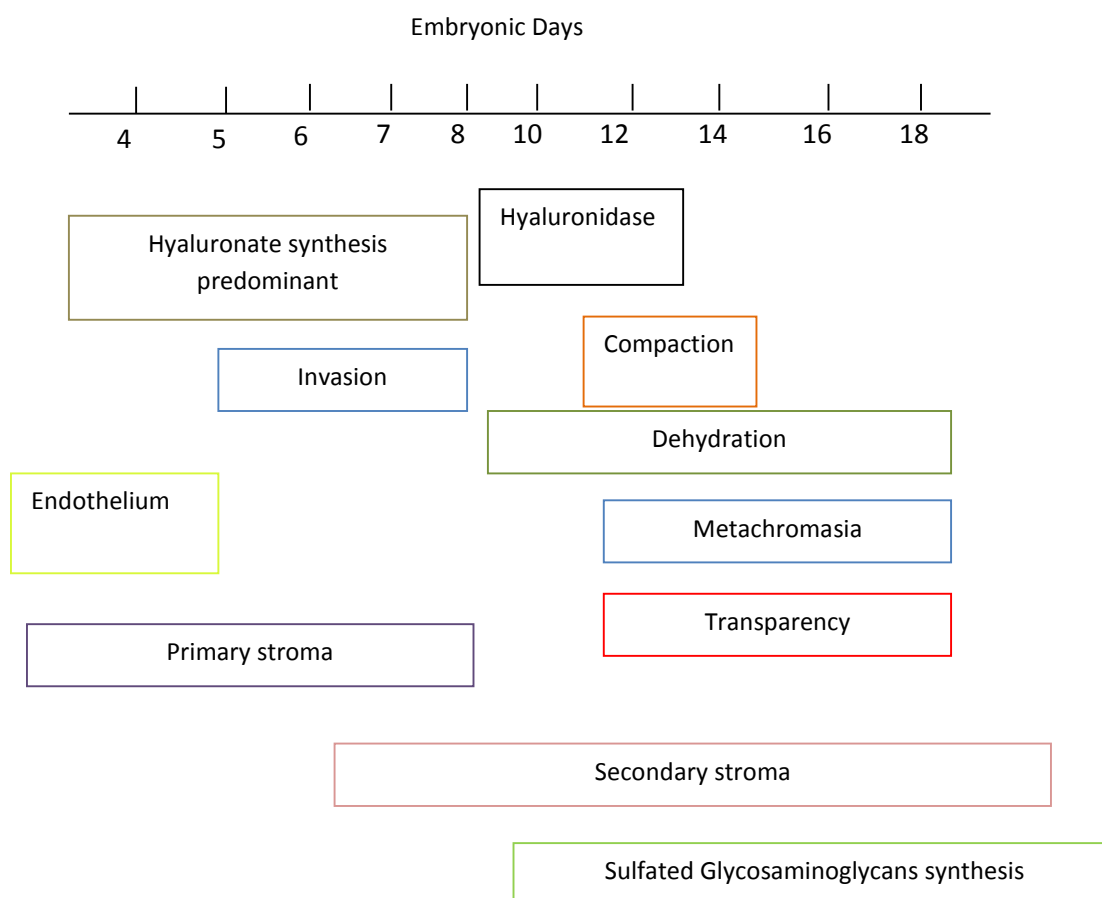 Embryonic Days
4 5 6 7 8 10 12 14 16 18
Hyaluronidase
Hyaluronate synthesis
predominant
Compaction
Invasion
Dehydration
Endothelium
Metachromasia
Transparency
Primary stroma
Secondary stroma
Sulfated Glycosaminoglycans synthesis